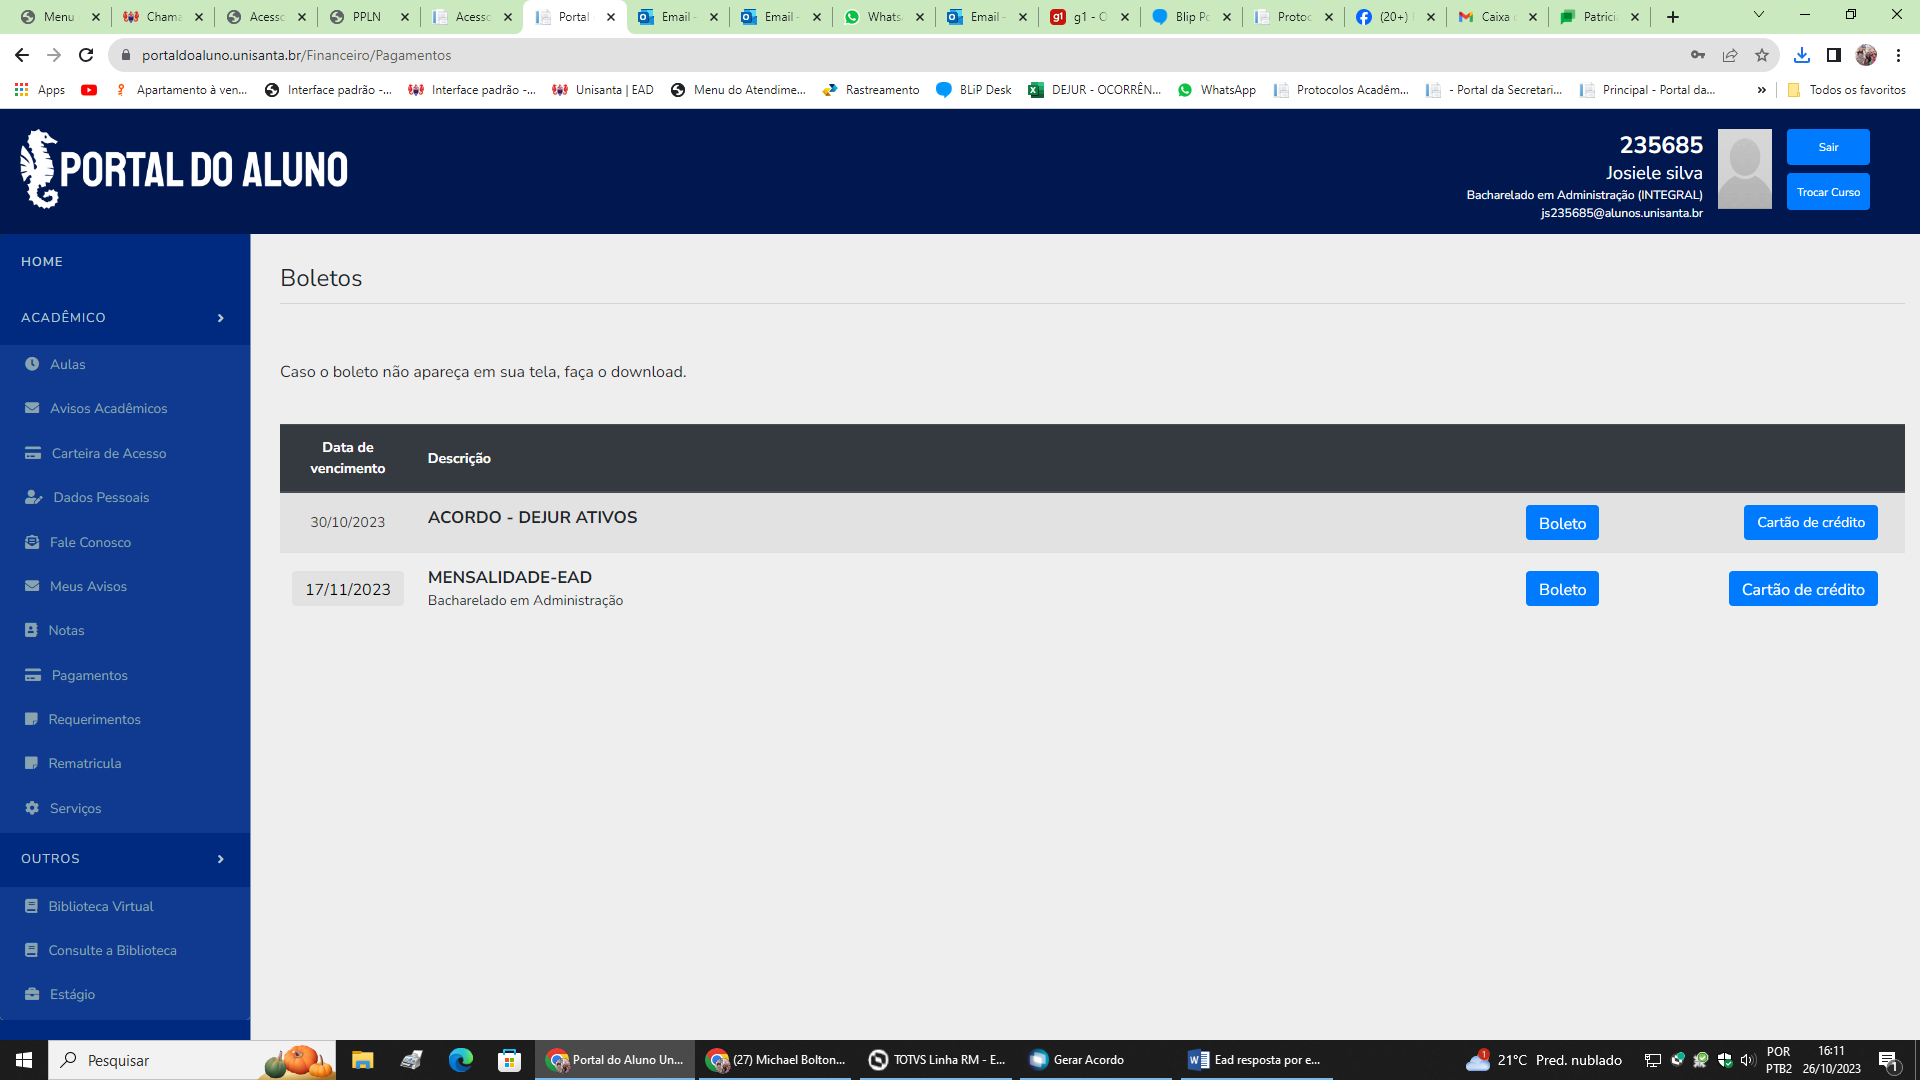 Menu
Chama
Acesso
PPLN
Acesso
Portal
Email -
Email -
Whats
Email -
g1 - O
Blip Po
Protoc
(20+)
Caixa
Patrici
portaldoaluno.unisanta.br/Financeiro/Pagamentos
Apps
Apartamento à ven...
Interface padrão -...
Interface padrão -...
Unisanta | EAD
Menu do Atendime...
Rastreamento
BLiP Desk
DEJUR - OCORRÊN...
WhatsApp
Protocolos Acadêm...
- Portal da Secretari...
Principal - Portal da...
»
Todos os favoritos
PORTAL DO ALUNO
235685
Josiele silva
Bacharelado em Administração (INTEGRAL)
js235685@alunos.unisanta.br
Sair
Trocar Curso
HOME
ACADÊMICO
Aulas
Avisos Acadêmicos
Carteira de Acesso
Dados Pessoais
Fale Conosco
Meus Avisos
Notas
Pagamentos
Requerimentos
Rematricula
Serviços
OUTROS
Biblioteca Virtual
Consulte a Biblioteca
Estágio
Boletos
Caso o boleto não apareça em sua tela, faça o download.
Data de
vencimento
Descrição
30/10/2023
ACORDO - DEJUR ATIVOS
Boleto
Cartão de crédito
17/11/2023
MENSALIDADE-EAD
Bacharelado em Administração
Boleto
Cartão de crédito
Pesquisar
Portal do Aluno Un...
(27) Michael Bolton...
TOTVS Linha RM - E...
Gerar Acordo
Ead resposta por e...
1
21°C Pred. nublado
POR
PTB2
16:11
26/10/2023
1